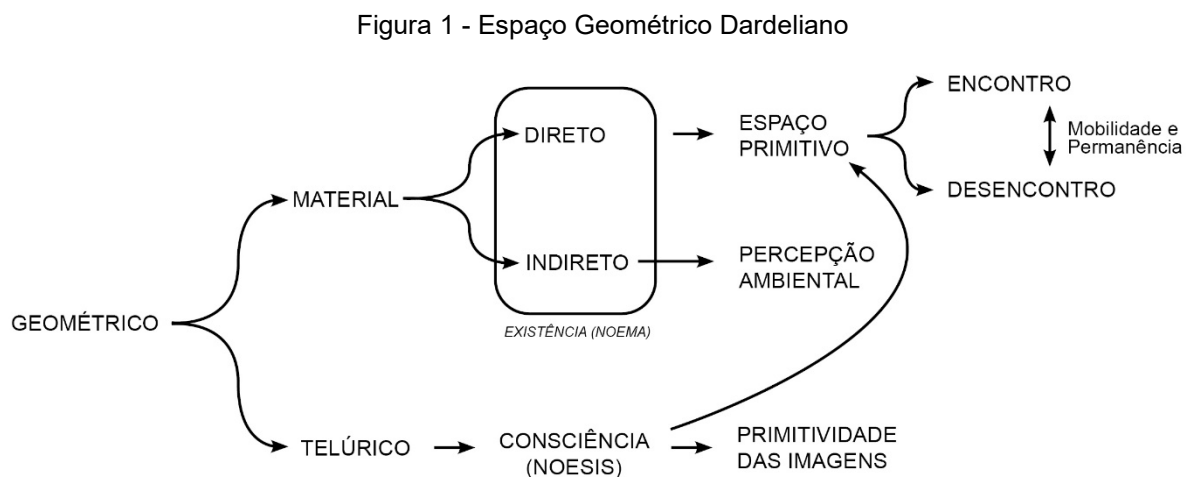 Figura 1 - Espaço Geométrico Dardeliano
ENCONTRO
Mobilidade e
Permanência
DESENCONTRO
DIRETO
ESPAÇO
PRIMITIVO
MATERIAL
INDIRETO
PERCEPÇÃO
AMBIENTAL
EXISTÊNCIA (NOEMA)
GEOMÉTRICO
TELÚRICO
CONSCIÊNCIA
(NOESIS)
PRIMITIVIDADE
DAS IMAGENS